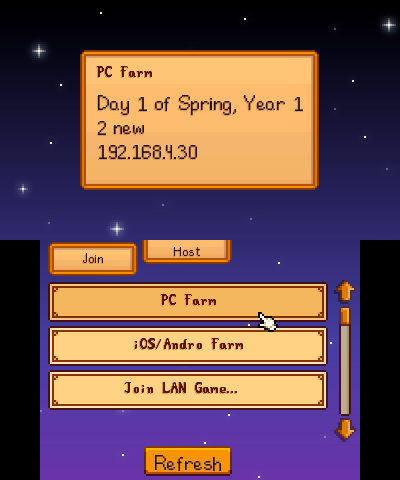 PC Farm
Day 1 of Spring, Year 1
2 new
192.168.4.30
Join
Host
PC Farm
iOS/Andro Farm
Join LAN Game...
Refresh